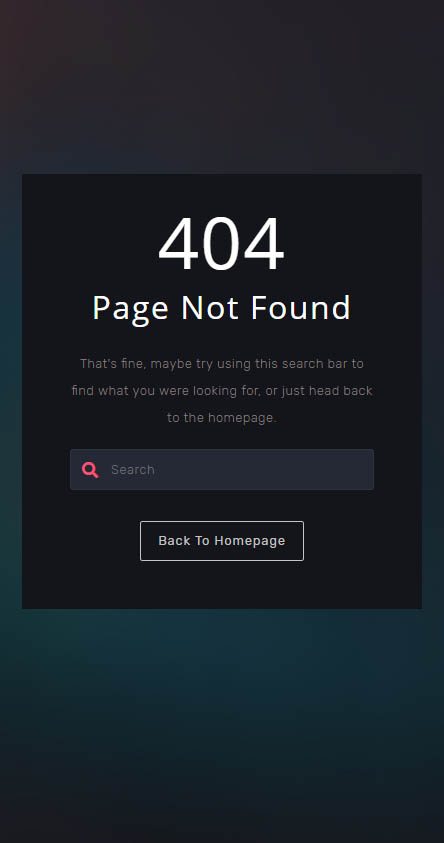 404
Page Not Found
That's fine, maybe try using this search bar to
find what you were looking for, or just head back
to the homepage.
Search
Back To Homepage